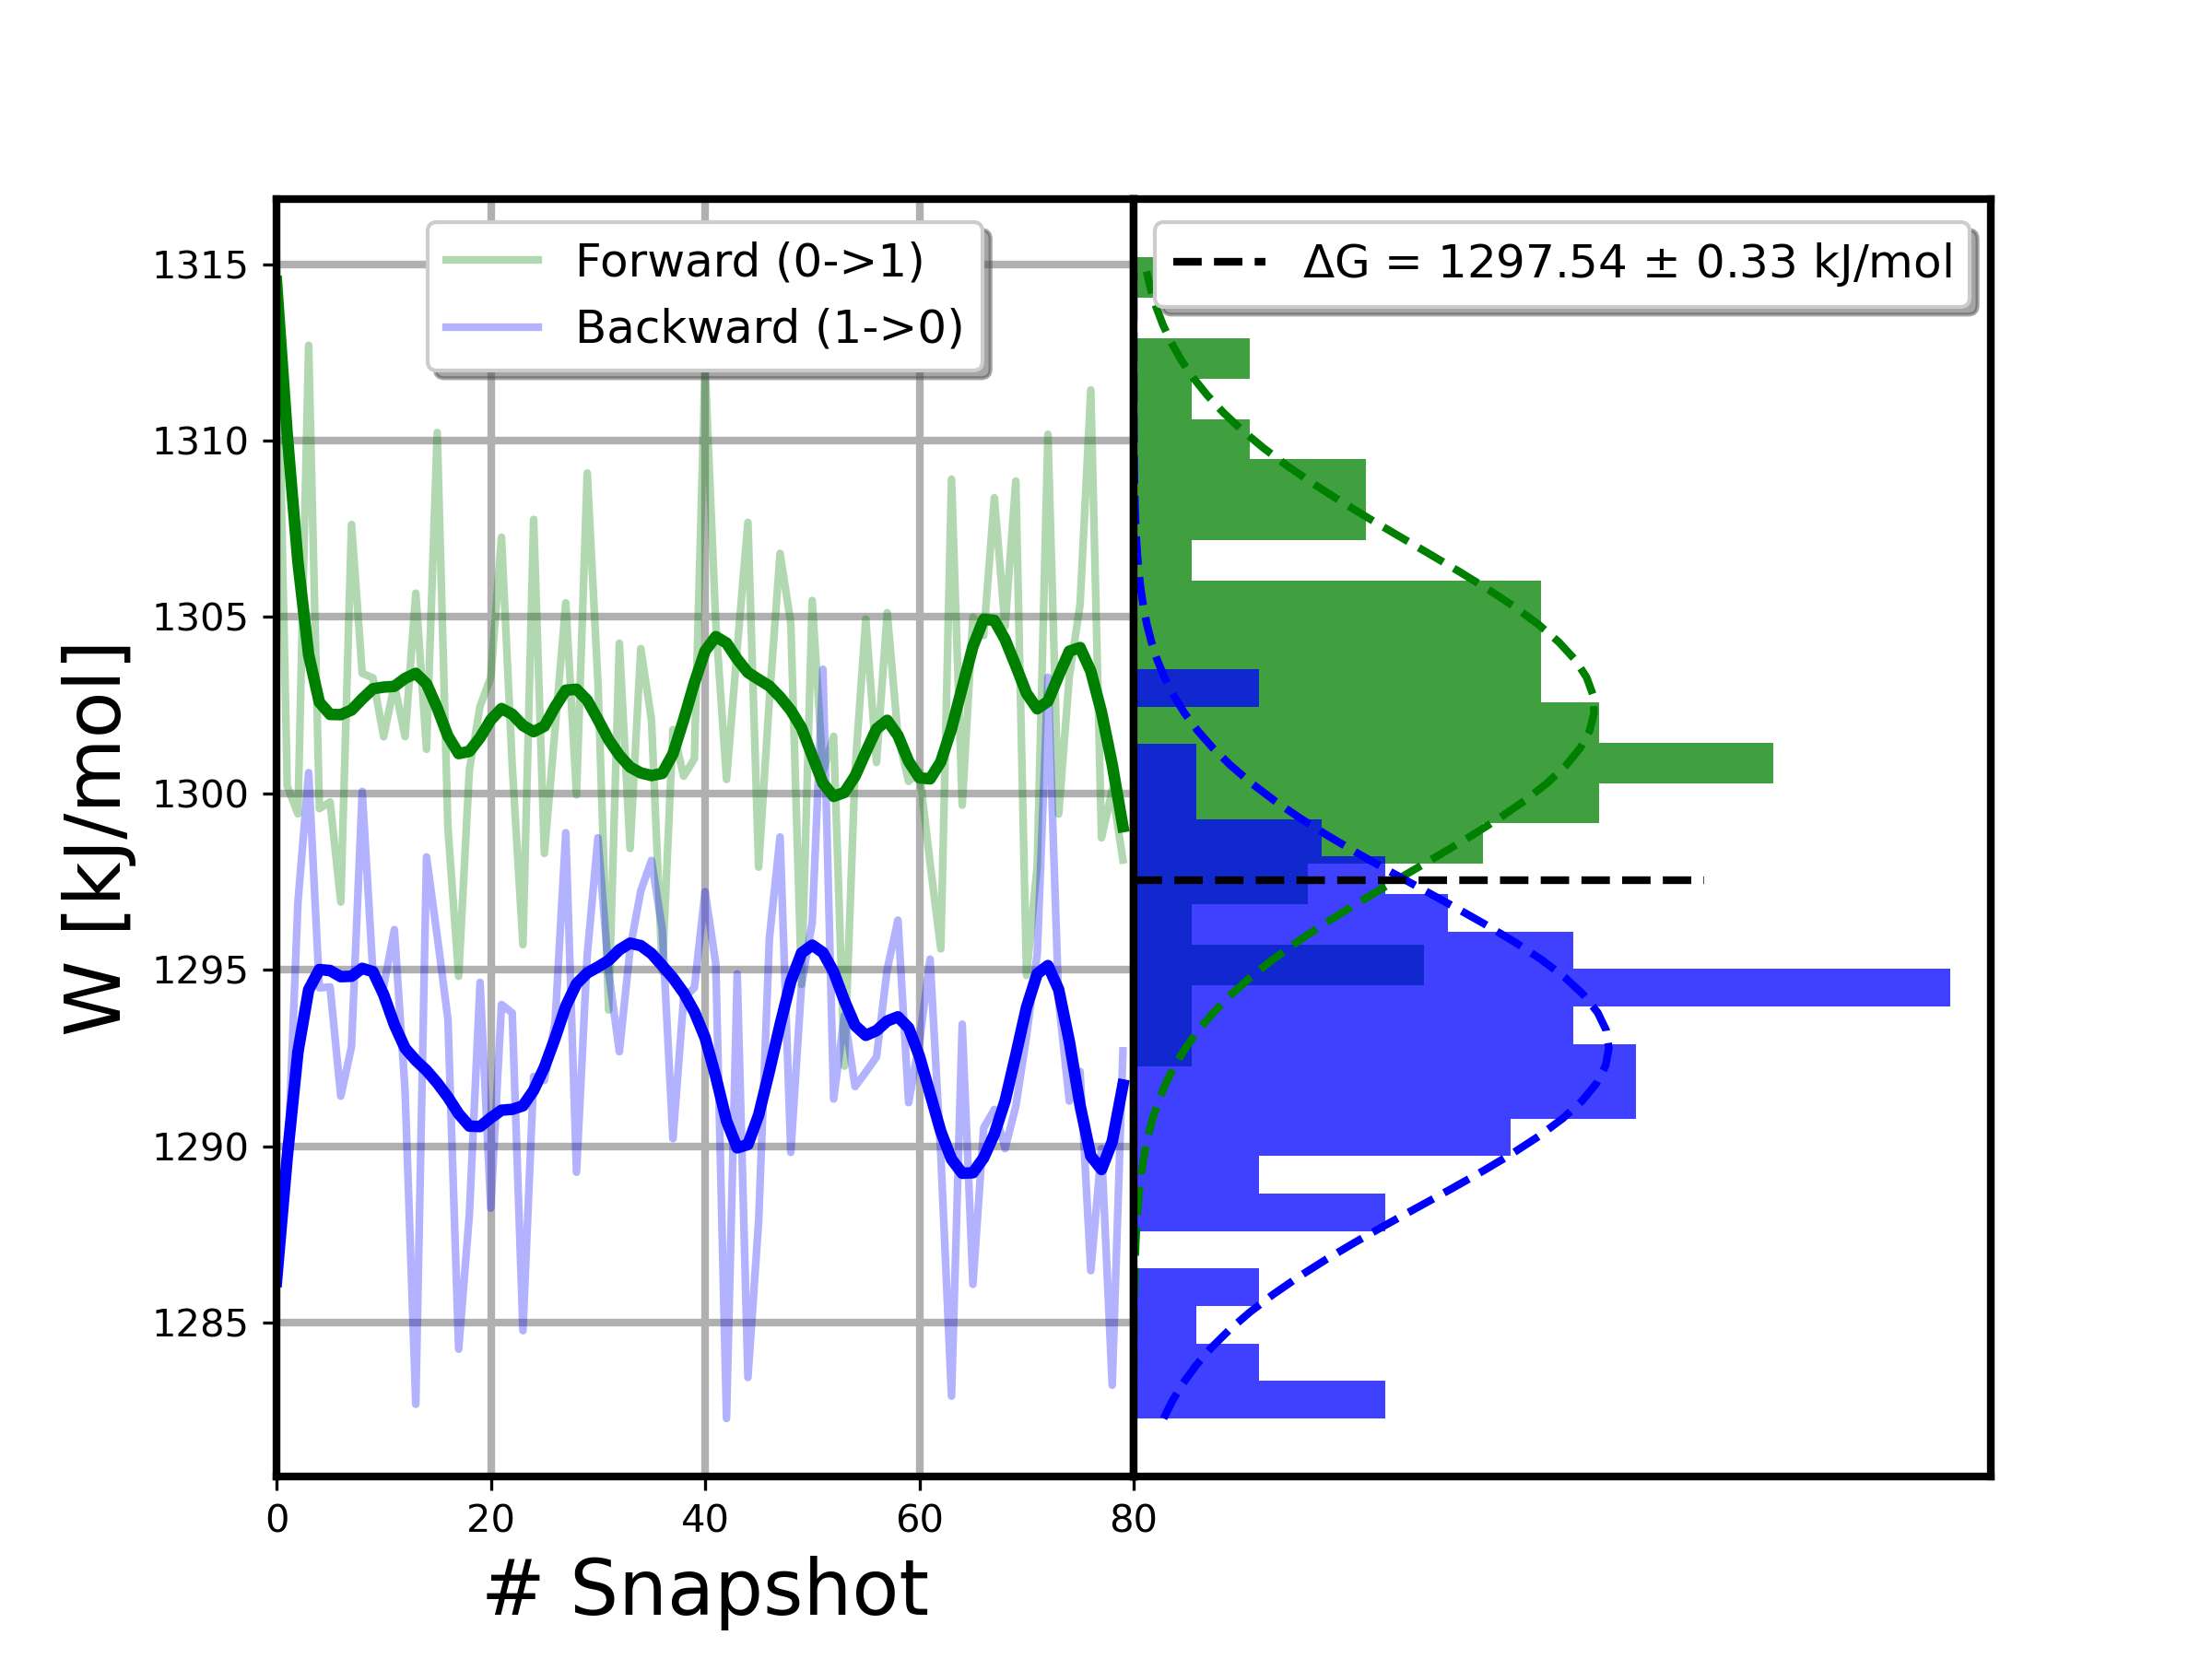 Forward (0->1)
Backward (1->0)
ΔG = 1297.54 ± 0.33 kJ/mol
W [kJ/mol]
1315
1310
1305
1300
1295
1290
1285
0 20 40 60 80
# Snapshot